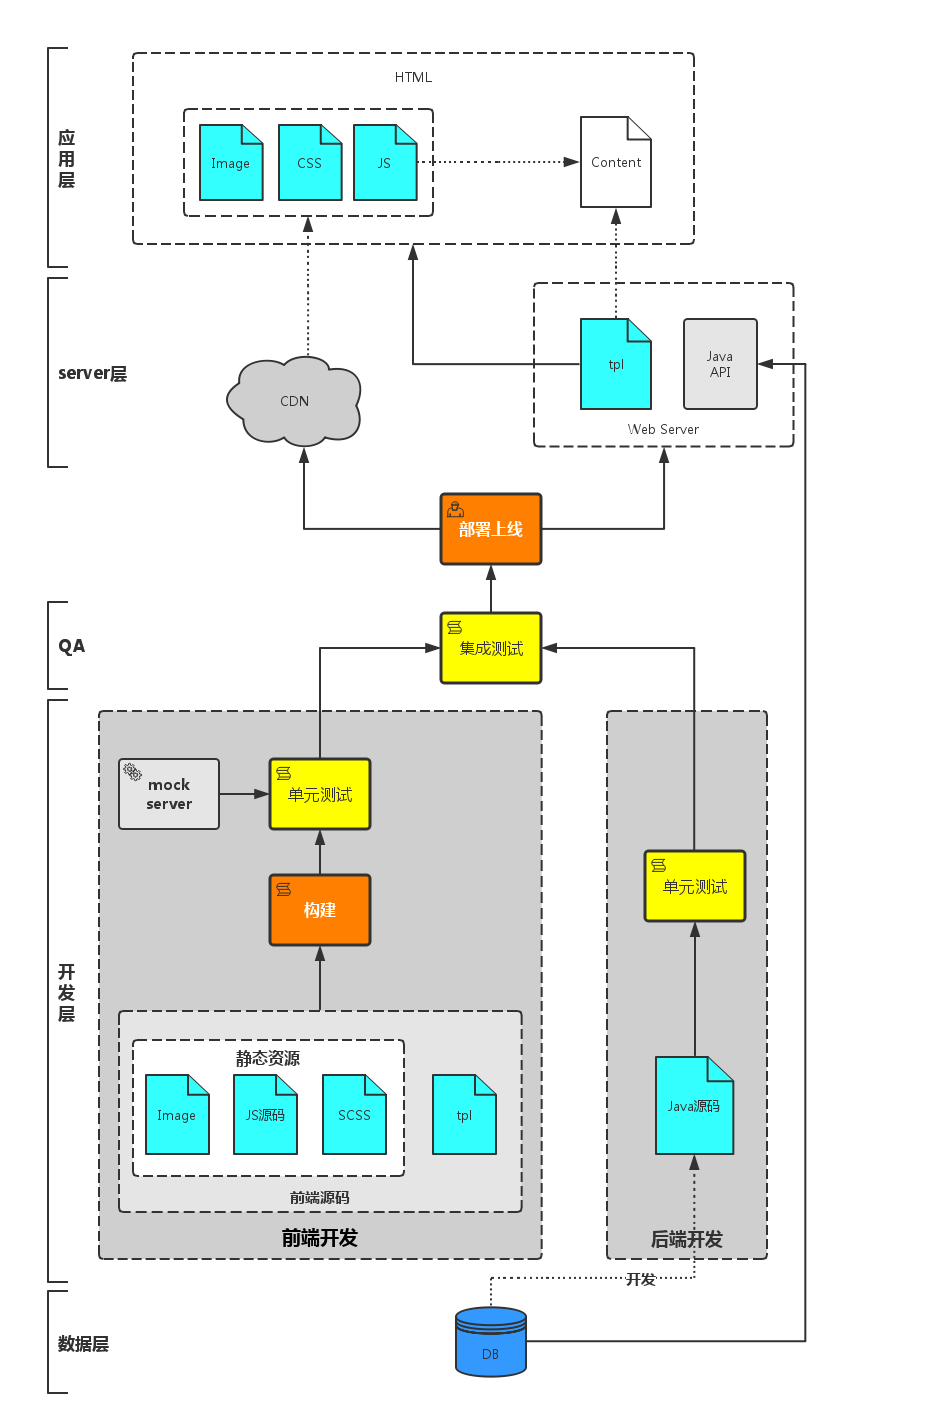 HTML
应
用
层
Image
CSS
JS
Content
server层
tpl
Java
API
CDN
Web Server
部署上线
QA
集成测试
mock
server
单元测试
单元测试
构建
开
发
层
静态资源
Image
JS源码
SCSS
tpl
Java源码
前端源码
前端开发
后端开发
开发
数据层
DB